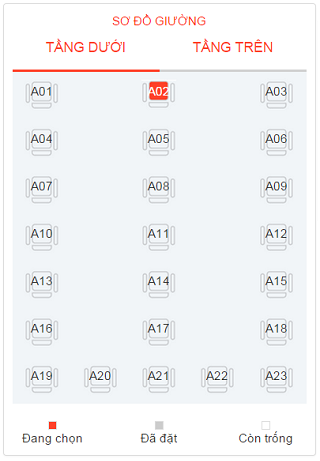 SƠ ĐỒ GIƯỜNG
TẦNG DƯỚI TẦNG TRÊN
A01 A02 A03
A04 A05 A06
A07 A08 A09
A10 A11 A12
A13 A14 A15
A16 A17 A18
A19 A20 A21 A22 A23
Đang chọn Đã đặt Còn trống